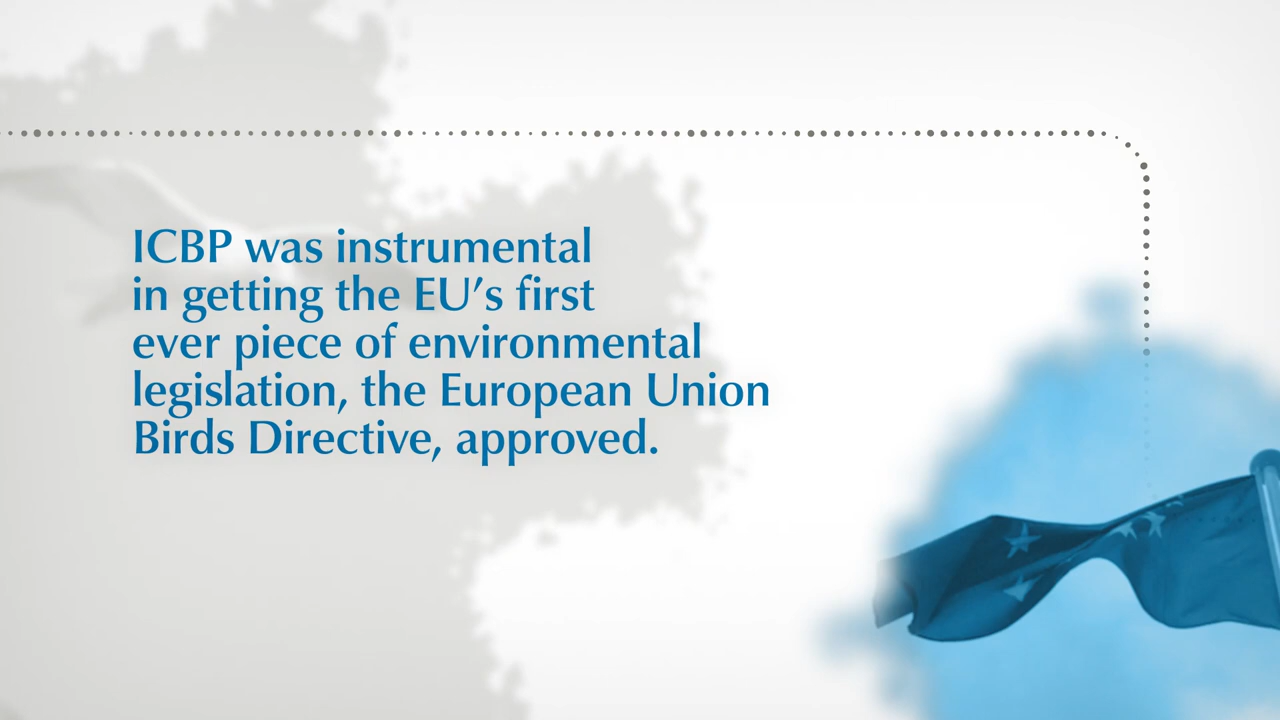 ICBP was instrumental
in getting the EU’s first
ever piece of environmental
legislation, the European Union
Birds Directive, approved.